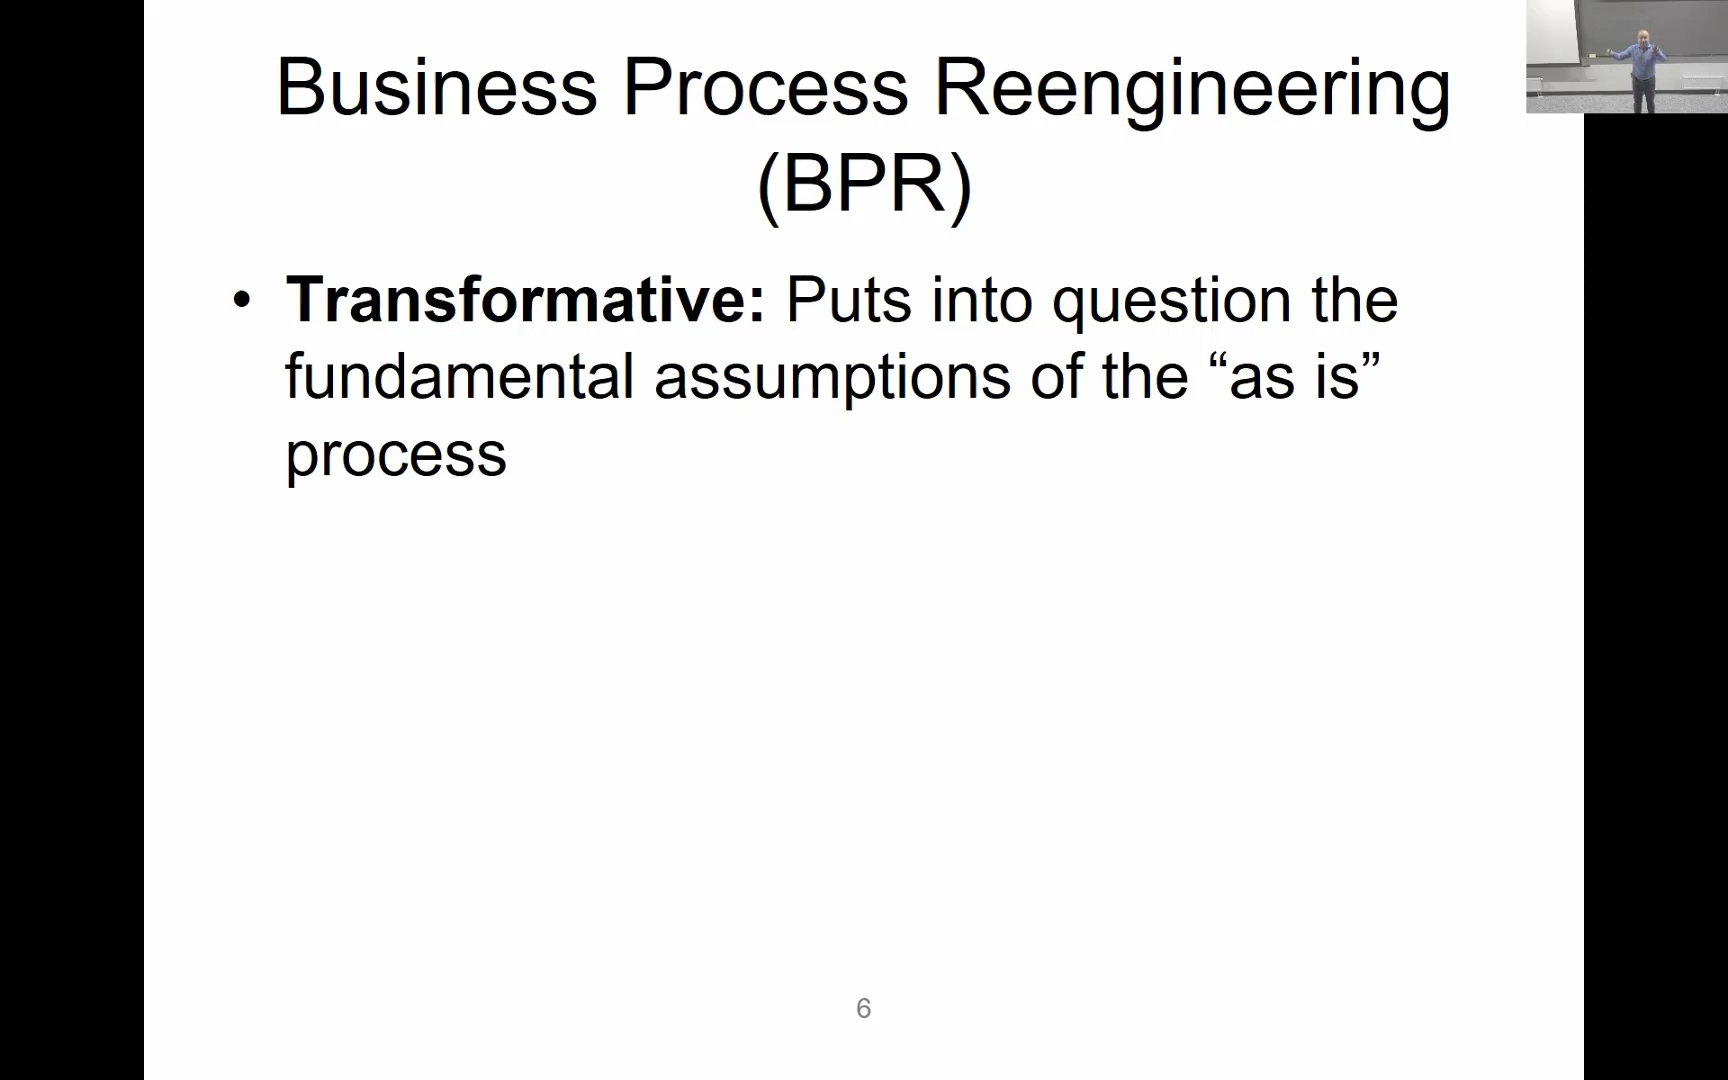 Business Process Reengineering
(BPR)
• Transformative: Puts into question the
fundamental assumptions of the “as is”
process
6